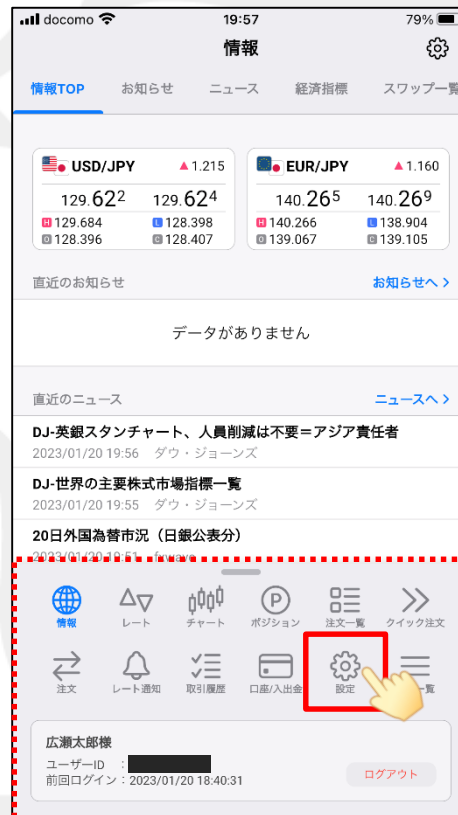 docomo 19:57 79%
情報
情報TOP お知らせ ニュース 経済指標 スワップ一覧
USD/JPY ▲1.215 EUR/JPY ▲1.160
129.622 129.624 140.265 140.269
H 129.684 L 128.398 H 140.266 L 138.904
O 128.396 C 128.407 O 139.067 C 139.105
直近のお知らせ お知らせへ
データがありません
直近のニュース ニュースへ
DJ-英銀スタンチャート、人員削減は不要＝アジア責任者
2023/01/20 19:56 ダウ・ジョーンズ
DJ-世界の主要株式市場指標一覧
2023/01/20 19:55 ダウ・ジョーンズ
20日外国為替市況（日銀公表分）
2023/01/20 19:51 fxwave
情報 レート チャート ポジション 注文一覧 クイック注文
注文 レート通知 取引履歴 口座/入出金 設定 覧
広瀬太郎様
ユーザーID :
前回ログイン : 2023/01/20 18:40:31
ログアウト